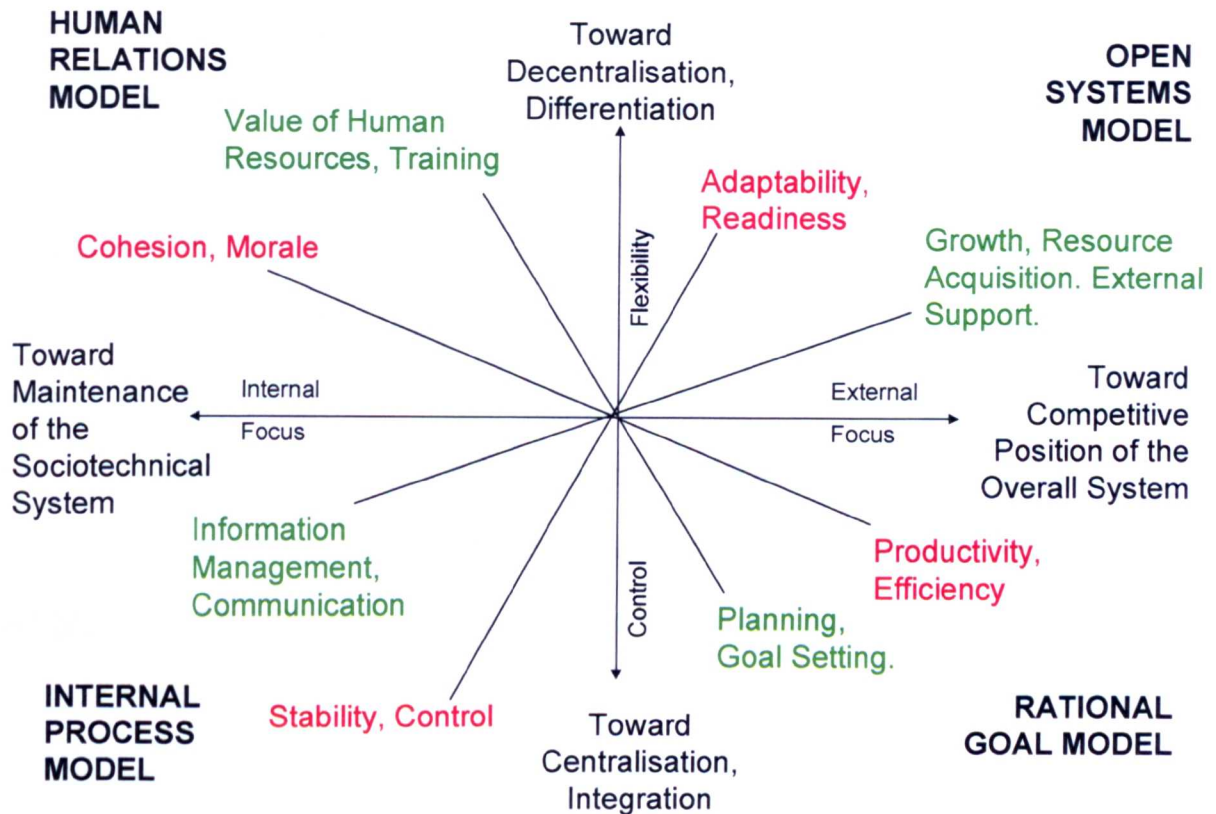 HUMAN
RELATIONS
MODEL
Toward
Decentralisation,
Differentiation
OPEN
SYSTEMS
MODEL
Value of Human
Resources, Training
Adaptability,
Readiness
Cohesion, Morale
Flexibility
Growth, Resource
Acquisition. External
Support.
Toward
Maintenance
of the
Sociotechnical
System
Internal
Focus
External
Focus
Toward
Competitive
Position of the
Overall System
Information
Management,
Communication
Control
Productivity,
Efficiency
Planning,
Goal Setting.
INTERNAL
PROCESS
MODEL
Stability, Control
Toward
Centralisation,
Integration
RATIONAL
GOAL MODEL